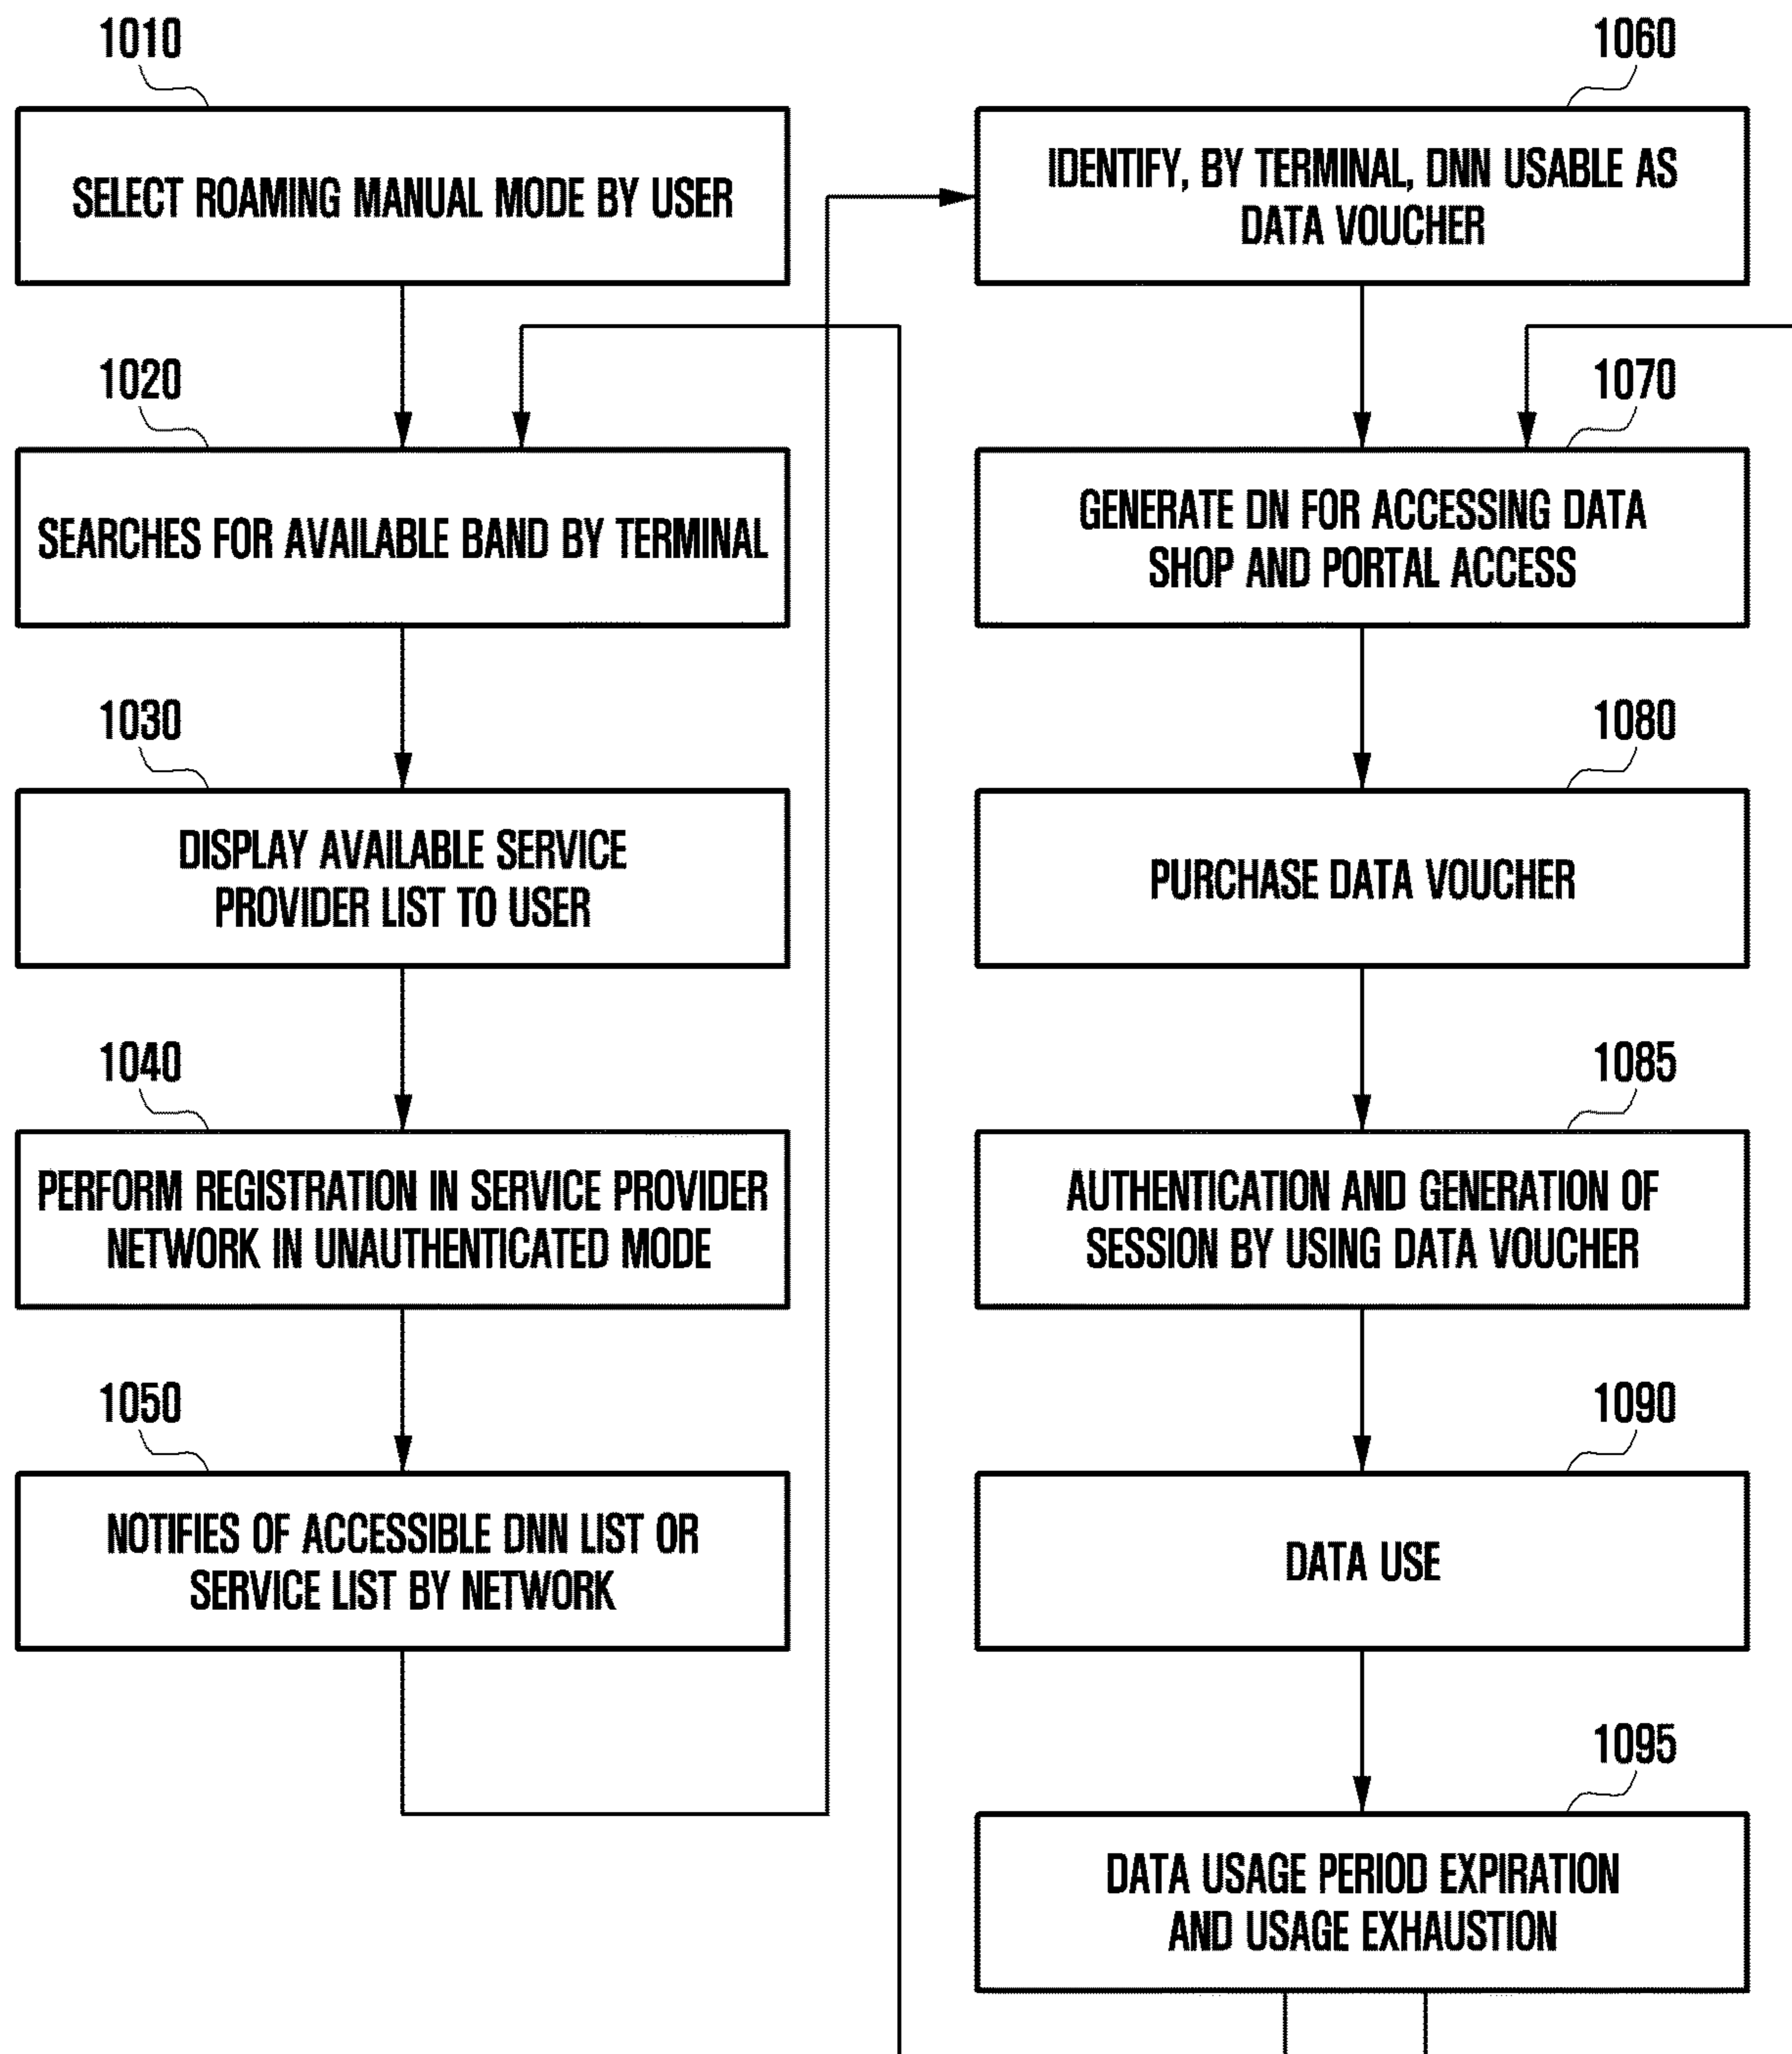 1010
SELECT ROAMING MANUAL MODE BY USER
1020
SEARCHES FOR AVAILABLE BAND BY TERMINAL
1030
DISPLAY AVAILABLE SERVICE
PROVIDER LIST TO USER
1040
PERFORM REGISTRATION IN SERVICE PROVIDER
NETWORK IN UNAUTHENTICATED MODE
1050
NOTIFIES OF ACCESSIBLE DNN LIST OR
SERVICE LIST BY NETWORK
1060
IDENTIFY, BY TERMINAL, DNN USABLE AS
DATA VOUCHER
1070
GENERATE DN FOR ACCESSING DATA
SHOP AND PORTAL ACCESS
1080
PURCHASE DATA VOUCHER
1085
AUTHENTICATION AND GENERATION OF
SESSION BY USING DATA VOUCHER
1090
DATA USE
1095
DATA USAGE PERIOD EXPIRATION
AND USAGE EXHAUSTION